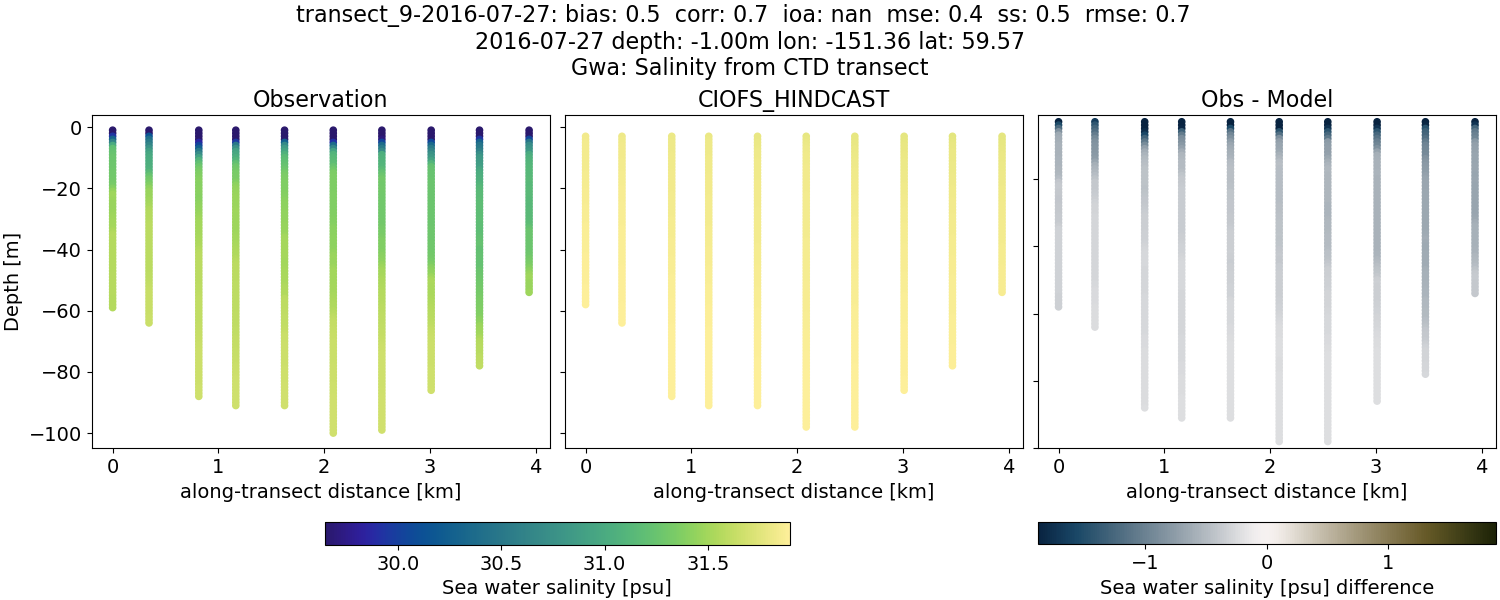 transect_9-2016-07-27: bias: 0.5  corr: 0.7  ioa: nan  mse: 0.4  ss: 0.5  rmse: 0.7
2016-07-27 depth: -1.00m lon: -151.36 lat: 59.57
Gwa: Salinity from CTD transect
Observation
CIOFS_HINDCAST
Obs - Model
Depth [m]
0
−20
−40
−60
−80
−100
0 1 2 3 4
0 1 2 3 4
0 1 2 3 4
along-transect distance [km]
along-transect distance [km]
along-transect distance [km]
30.0 30.5 31.0 31.5
Sea water salinity [psu]
−1 0 1
Sea water salinity [psu] difference